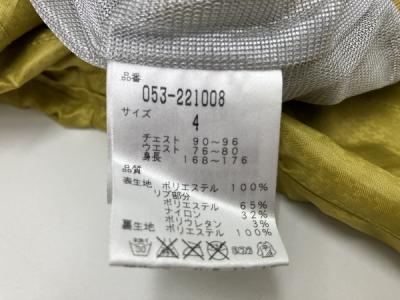 品番
053-221008
サイズ
4
チェスト 90～96
ウエスト 76～80
身長 168～176
品質
表生地 ポリエステル 100%
リブ部分
ポリエステル 65%
ナイロン 32%
ポリウレタン 3%
裏生地 ポリエステル 100%
30